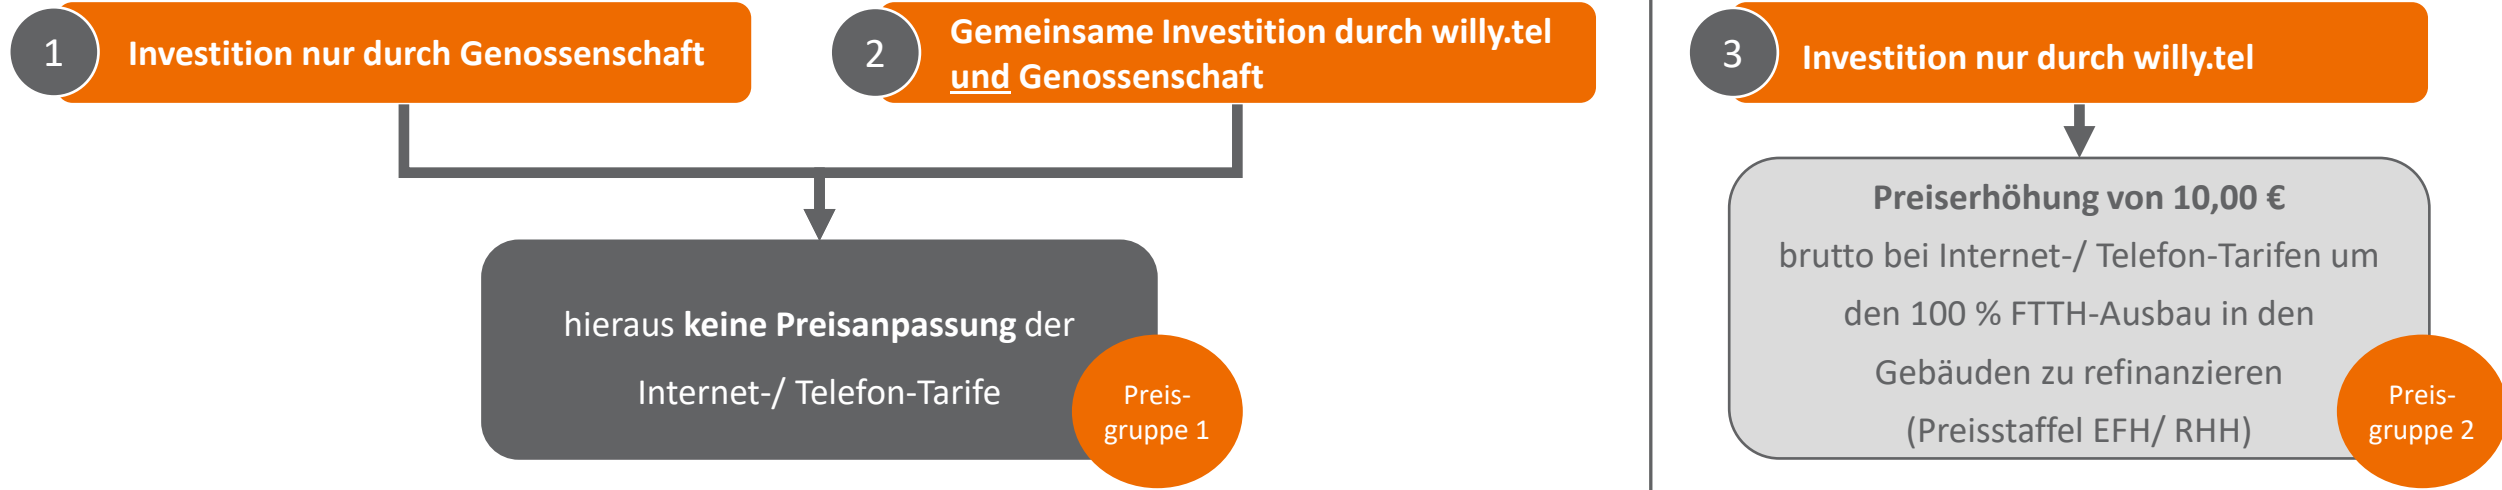 1
Investition nur durch Genossenschaft
2
Gemeinsame Investition durch willy.tel
und Genossenschaft
hieraus keine Preisanpassung der
Internet-/ Telefon-Tarife
Preis-
gruppe 1
3
Investition nur durch willy.tel
Preiserhöhung von 10,00 €
brutto bei Internet-/ Telefon-Tarifen um
den 100 % FTTH-Ausbau in den
Gebäuden zu refinanzieren
(Preisstaffel EFH/ RHH)
Preis-
gruppe 2